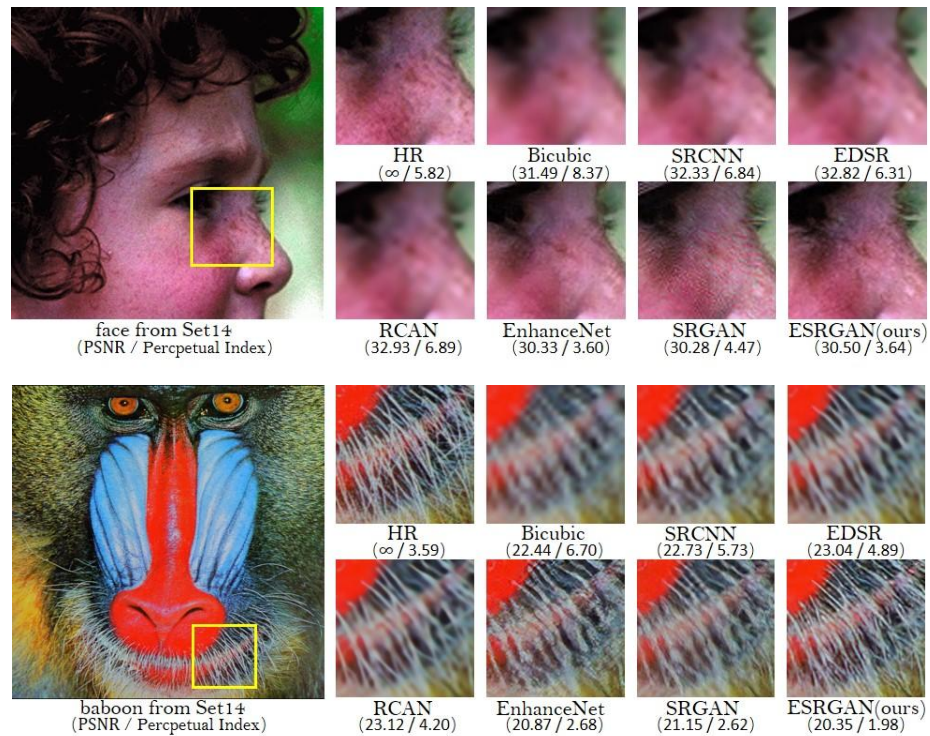 HR
(∞ / 5.82)
Bicubic
(31.49 / 8.37)
SRCNN
(32.33 / 6.84)
EDSR
(32.82 / 6.31)
face from Set14
(PSNR / Percpetual Index)
RCAN
(32.93 / 6.89)
EnhanceNet
(30.33 / 3.60)
SRGAN
(30.28 / 4.47)
ESRGAN(ours)
(30.50 / 3.64)
HR
(∞ / 3.59)
Bicubic
(22.44 / 6.70)
SRCNN
(22.73 / 5.73)
EDSR
(23.04 / 4.89)
baboon from Set14
(PSNR / Percpetual Index)
RCAN
(23.12 / 4.20)
EnhanceNet
(20.87 / 2.68)
SRGAN
(21.15 / 2.62)
ESRGAN(ours)
(20.35 / 1.98)